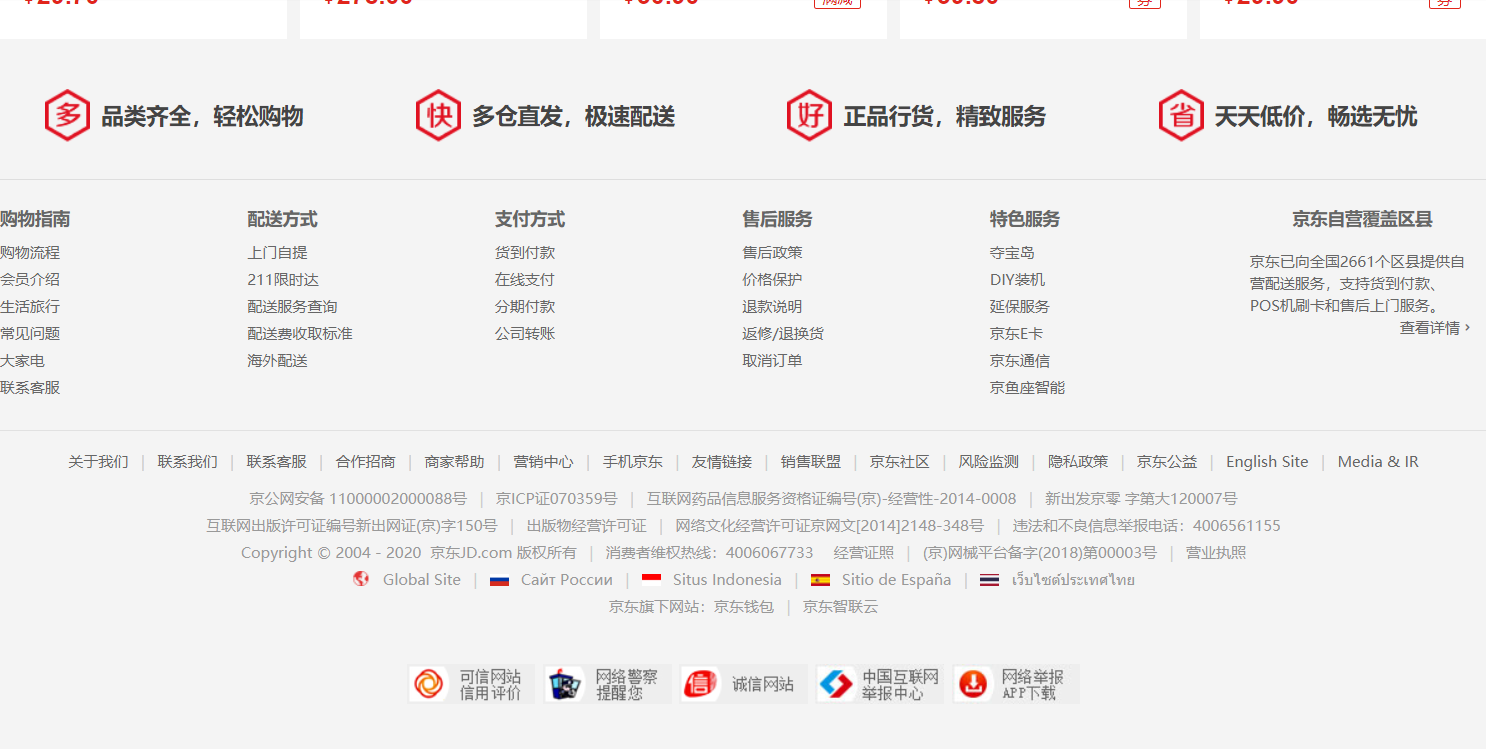 满减
券
券
多 品类齐全，轻松购物
快 多仓直发，极速配送
好 正品行货，精致服务
省 天天低价，畅选无忧
购物指南
购物流程
会员介绍
生活旅行
常见问题
大家电
联系客服
配送方式
上门自提
211限时达
配送服务查询
配送费收取标准
海外配送
支付方式
货到付款
在线支付
分期付款
公司转账
售后服务
售后政策
价格保护
退款说明
返修/退换货
取消订单
特色服务
夺宝岛
DIY装机
延保服务
京东E卡
京东通信
京鱼座智能
京东自营覆盖区县
京东已向全国2661个区县提供自
营配送服务，支持货到付款、
POS机刷卡和售后上门服务。
查看详情 ›
关于我们 | 联系我们 | 联系客服 | 合作招商 | 商家帮助 | 营销中心 | 手机京东 | 友情链接 | 销售联盟 | 京东社区 | 风险监测 | 隐私政策 | 京东公益 | English Site | Media & IR
京公网安备 11000002000088号 | 京ICP证070359号 | 互联网药品信息服务资格证编号(京)-经营性-2014-0008 | 新出发京零 字第大120007号
互联网出版许可证编号新出网证(京)字150号 | 出版物经营许可证 | 网络文化经营许可证京网文[2014]2148-348号 | 违法和不良信息举报电话：4006561155
Copyright © 2004 - 2020 京东JD.com 版权所有 | 消费者维权热线：4006067733 经营证照 | (京)网械平台备字(2018)第00003号 | 营业执照
Global Site | Сайт России | Situs Indonesia | Sitio de España | เว็บไซต์ประเทศไทย
京东旗下网站：京东钱包 | 京东智联云
可信网站
信用评价
网络警察
提醒您
信 诚信网站
中国互联网
举报中心
网络举报
APP下载